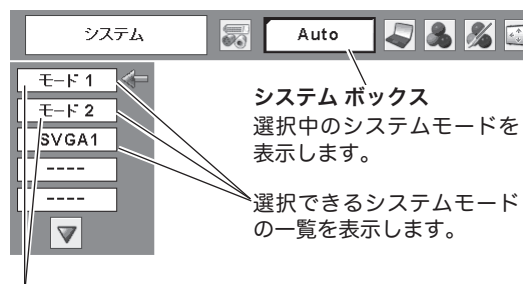 システム
Auto
モード 1
モード 2
SVGA1
----
----
システム ボックス
選択中のシステムモードを
表示します。
選択できるシステムモード
の一覧を表示します。